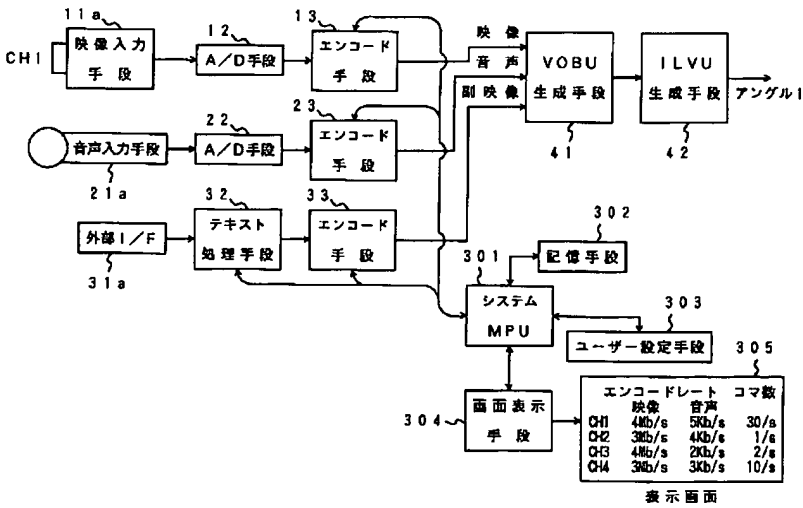 11a
映像入力
手段
CH1
12
A/D手段
13
エンコード
手段
映像
音声
副映像
VOBU
生成手段
41
ILVU
生成手段
42
アングル1
音声入力手段
21a
22
A/D手段
23
エンコード
手段
外部I/F
31a
32
テキスト
処理手段
33
エンコード
手段
301
システム
MPU
302
記憶手段
303
ユーザー設定手段
304
画面表示
手段
305
エンコードレート コマ数
映像 音声
CH1 4Mb/s 5Kb/s 30/s
CH2 3Mb/s 4Kb/s 1/s
CH3 4Mb/s 2Kb/s 2/s
CH4 3Mb/s 3Kb/s 10/s
表示画面